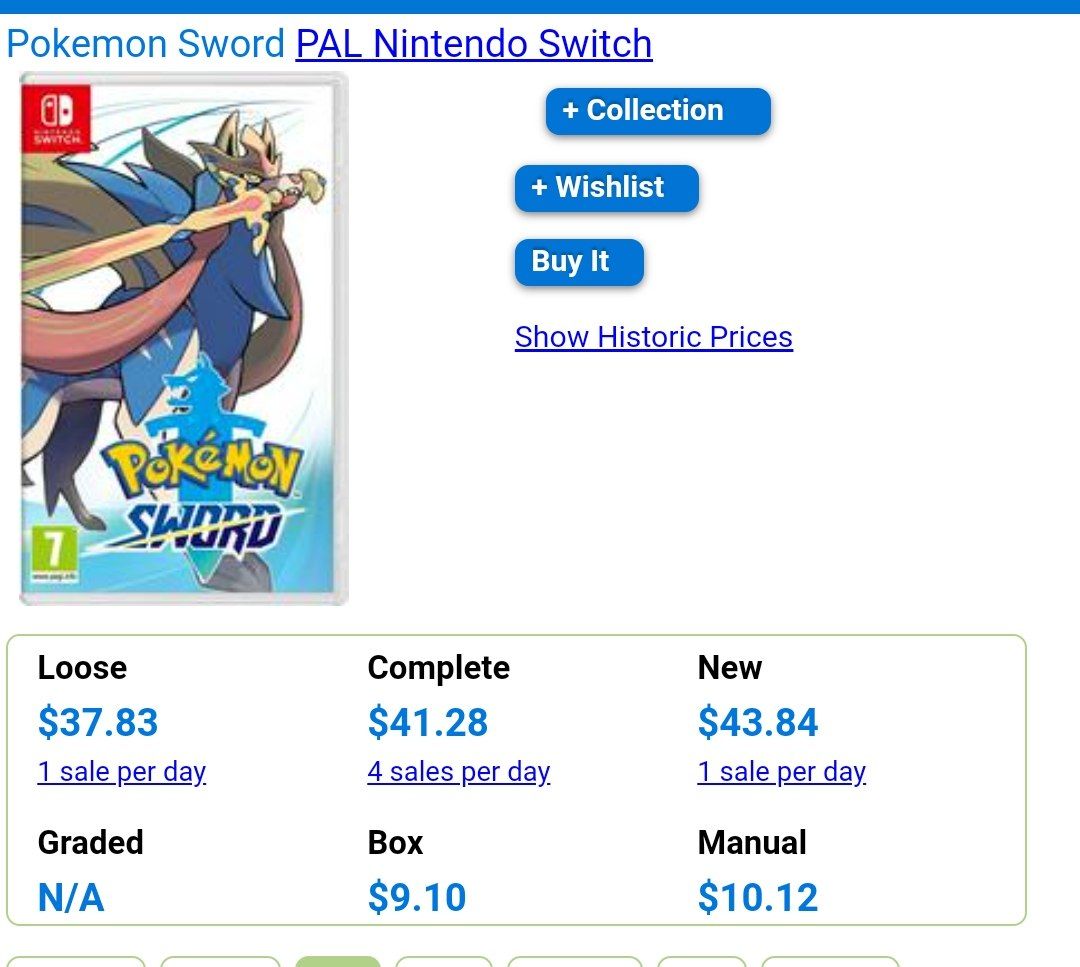 Pokemon Sword PAL Nintendo Switch
NINTENDO
SWITCH
+ Collection
+ Wishlist
Buy It
Show Historic Prices
POKéMON
SWORD
7
www.pegi.info
Loose
Complete
New
$37.83
$41.28
$43.84
1 sale per day
4 sales per day
1 sale per day
Graded
Box
Manual
N/A
$9.10
$10.12